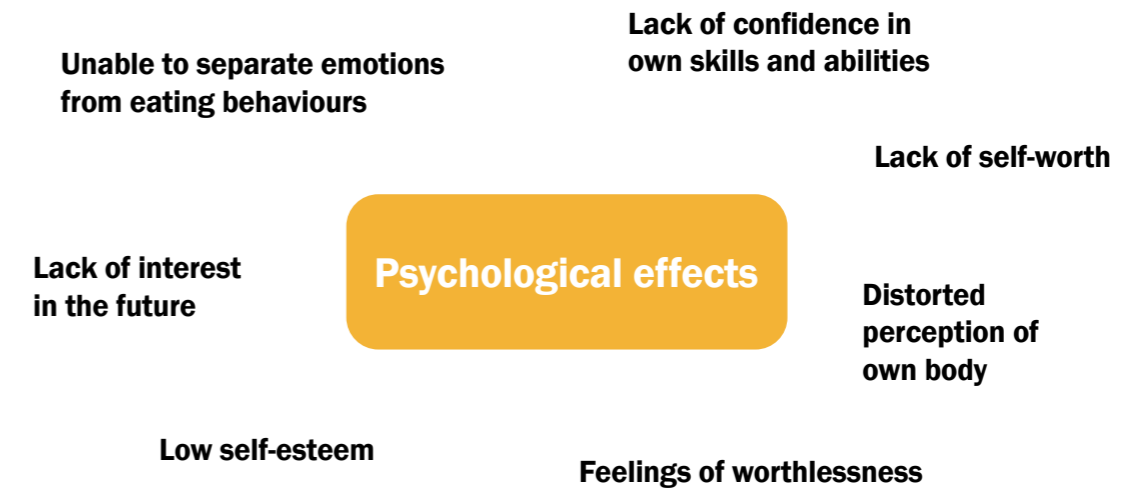 Lack of confidence in
own skills and abilities
Unable to separate emotions
from eating behaviours
Lack of self-worth
Psychological effects
Lack of interest
in the future
Distorted
perception of
own body
Low self-esteem
Feelings of worthlessness